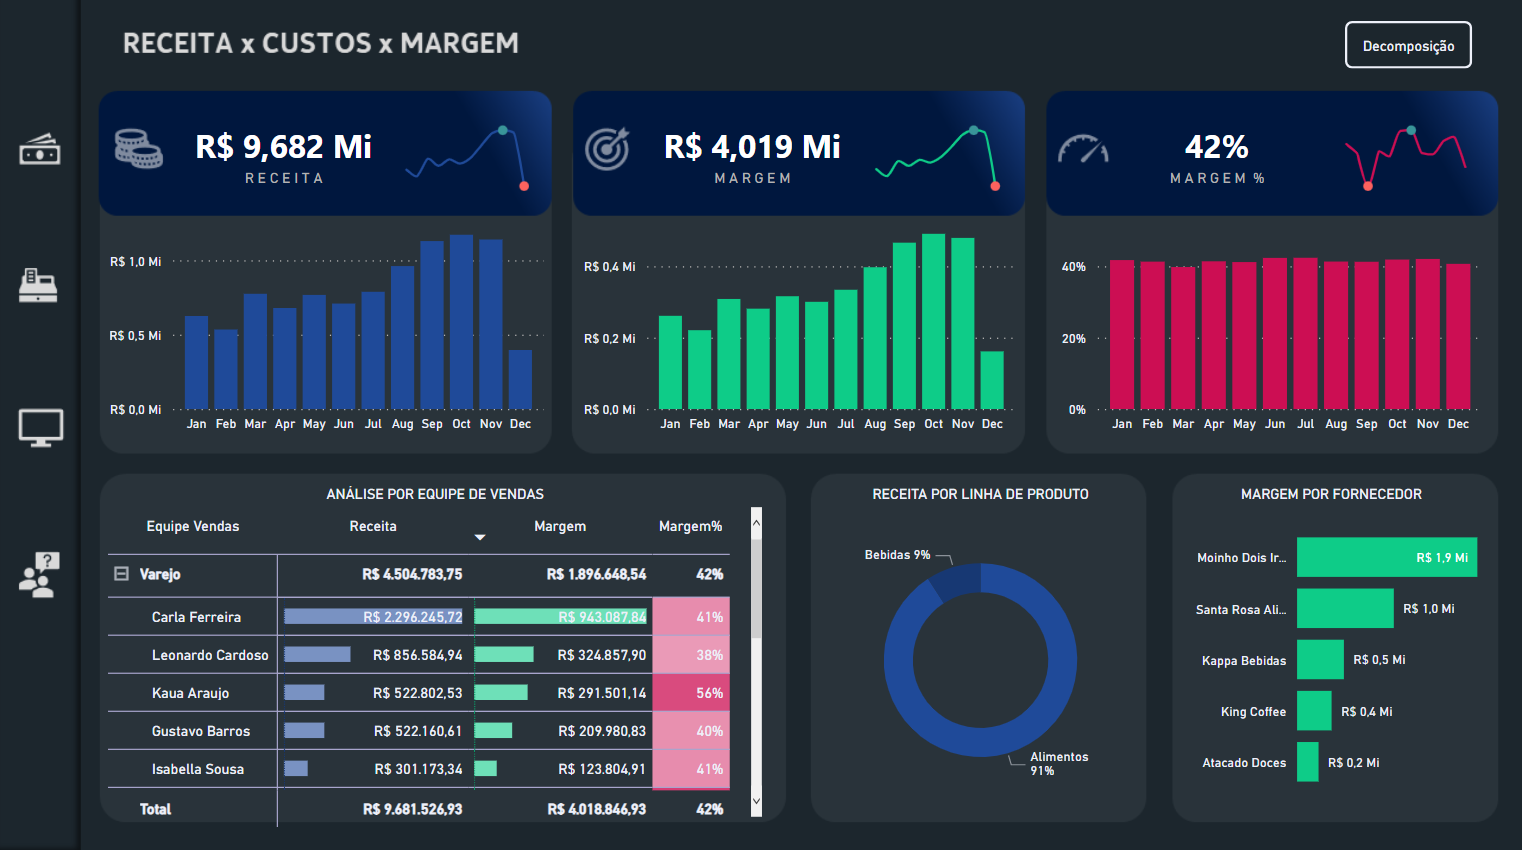 RECEITA x CUSTOS x MARGEM
Decomposição
R$ 9,682 Mi
RECEITA
R$ 4,019 Mi
MARGEM
42%
MARGEM %
R$ 1,0 Mi
R$ 0,5 Mi
R$ 0,0 Mi
Jan Feb Mar Apr May Jun Jul Aug Sep Oct Nov Dec
R$ 0,4 Mi
R$ 0,2 Mi
R$ 0,0 Mi
Jan Feb Mar Apr May Jun Jul Aug Sep Oct Nov Dec
40%
20%
0%
Jan Feb Mar Apr May Jun Jul Aug Sep Oct Nov Dec
ANÁLISE POR EQUIPE DE VENDAS
Equipe Vendas Receita Margem Margem%
Varejo R$ 4.504.783,75 R$ 1.896.648,54 42%
Carla Ferreira R$ 2.296.245,72 R$ 943.087,84 41%
Leonardo Cardoso R$ 856.584,94 R$ 324.857,90 38%
Kaua Araujo R$ 522.802,53 R$ 291.501,14 56%
Gustavo Barros R$ 522.160,61 R$ 209.980,83 40%
Isabella Sousa R$ 301.173,34 R$ 123.804,91 41%
Total R$ 9.681.526,93 R$ 4.018.846,93 42%
RECEITA POR LINHA DE PRODUTO
Bebidas 9%
Alimentos
91%
MARGEM POR FORNECEDOR
Moinho Dois Ir... R$ 1,9 Mi
Santa Rosa Ali... R$ 1,0 Mi
Kappa Bebidas R$ 0,5 Mi
King Coffee R$ 0,4 Mi
Atacado Doces R$ 0,2 Mi
?